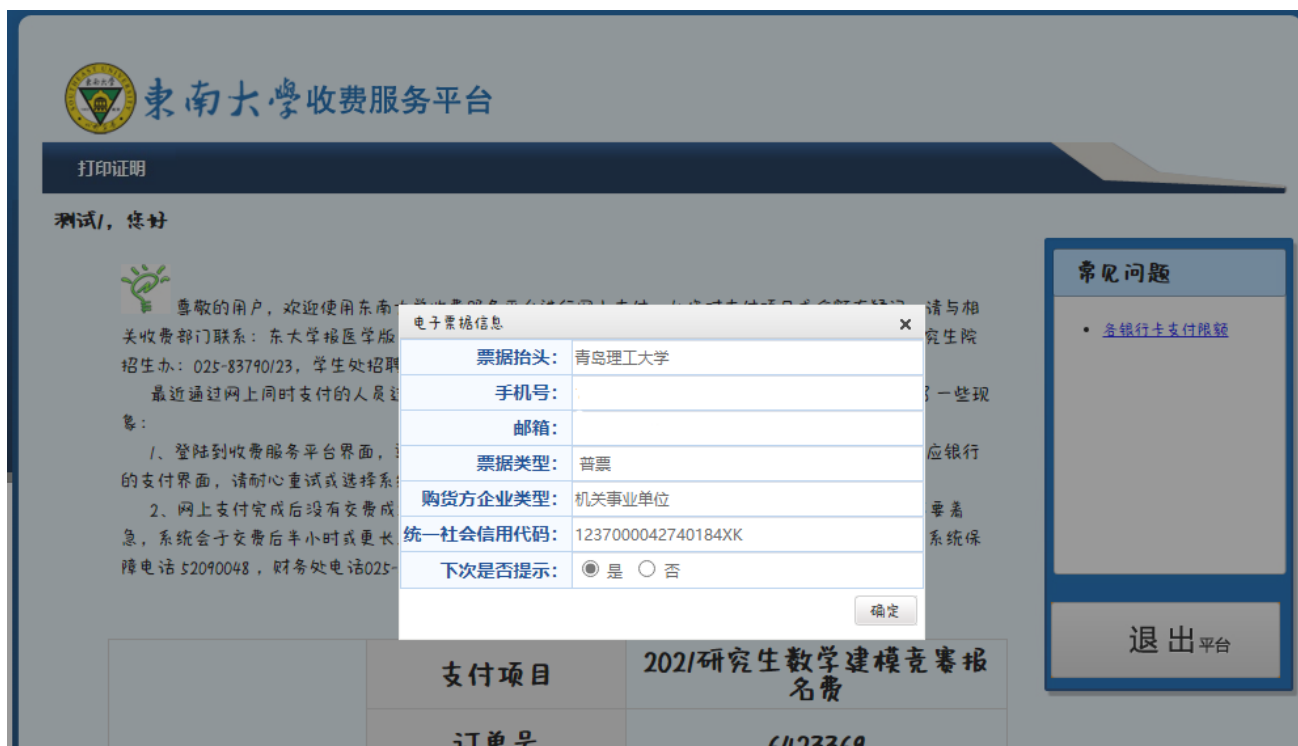 東南大學收费服务平台
打印证明
测试1，您好
尊敬的用户，欢迎使用东南
请与相
关收费部门联系：东大学报医学版
究生院
招生办：025-83790123，学生处招聘
最近通过网上同时支付的人员
一些现
象：
1、登陆到收费服务平台界面，
应银行
的支付界面，请耐心重试或选择系
2、网上支付完成后没有交费成
要着
急，系统会于交费后半小时或更长
系统保
障电话 52090048 ，财务处电话025-
常见问题
• 各银行卡支付限额
退 出平台
电子票据信息 ×
票据抬头： 青岛理工大学
手机号：
邮箱：
票据类型： 普票
购货方企业类型： 机关事业单位
统一社会信用代码： 1237000042740184XK
下次是否提示： 是 否
确定
支付项目 2021研究生数学建模竞赛报
名费
订单号 6423369